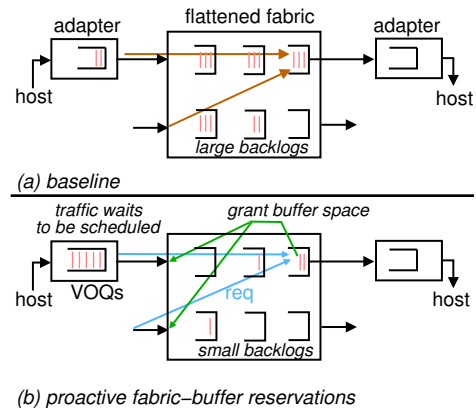 flattened fabric
adapter
adapter
host
host
large backlogs
(a) baseline
traffic waits
to be scheduled
grant buffer space
host
VOQs
req
host
small backlogs
(b) proactive fabric–buffer reservations